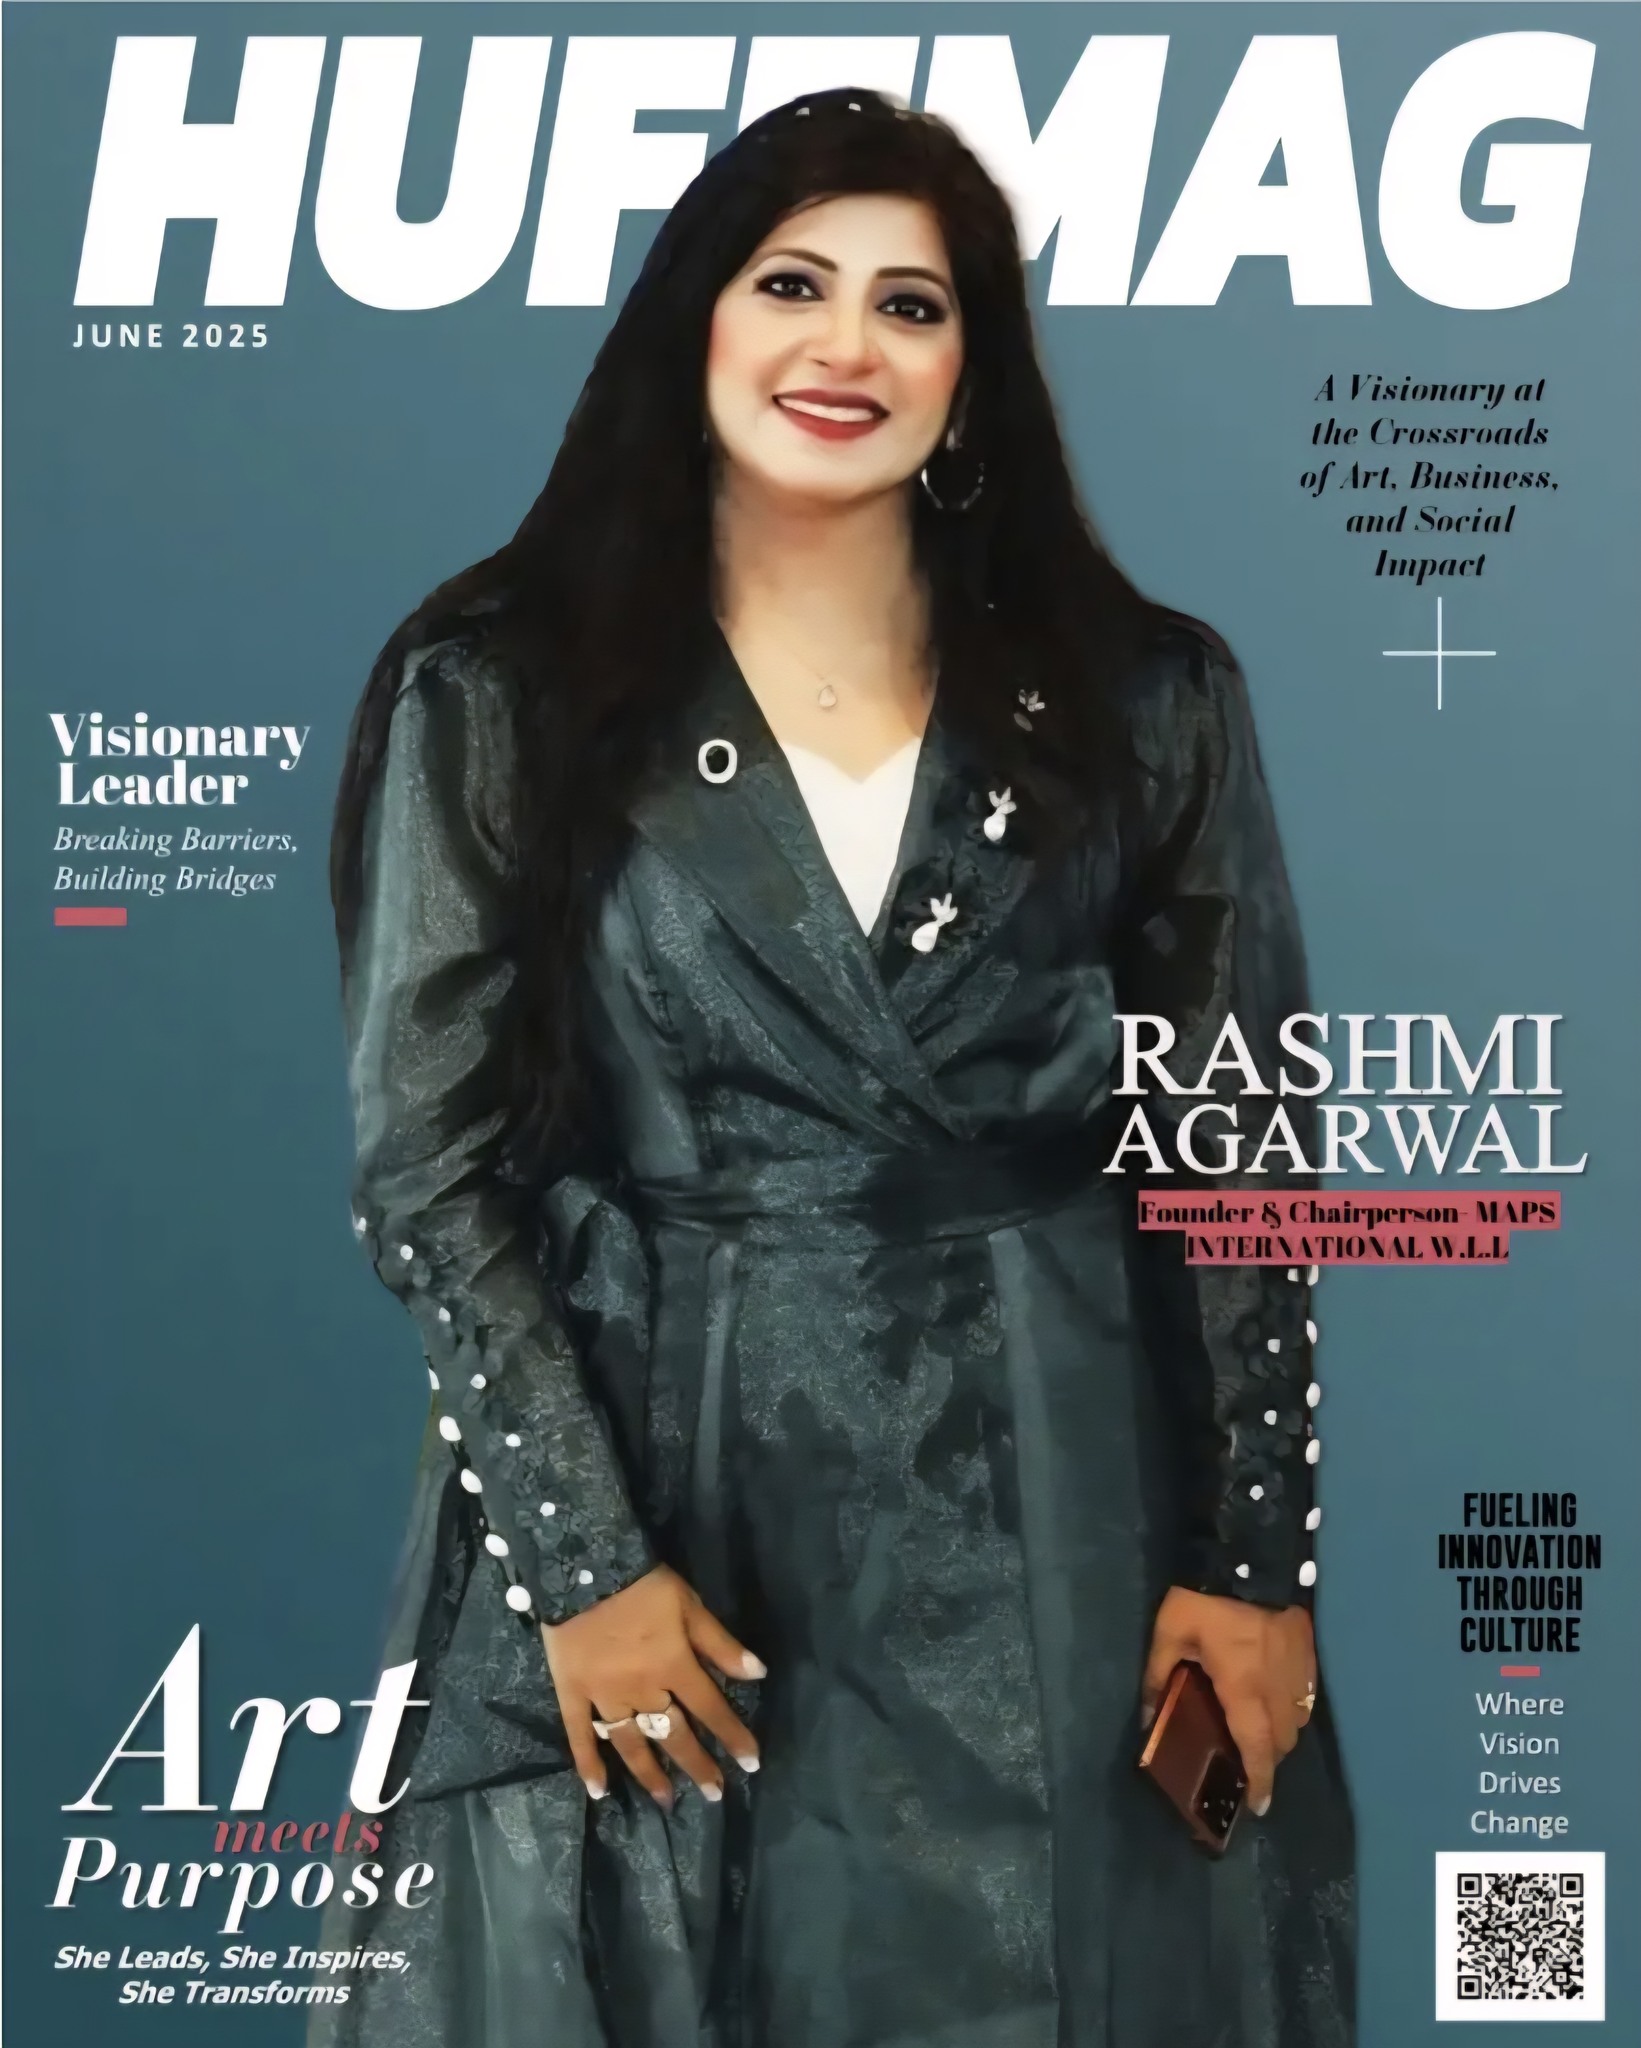 HUFFMAG
JUNE 2025
A Visionary at
the Crossroads
of Art, Business,
and Social
Impact
Visionary
Leader
Breaking Barriers,
Building Bridges
RASHMI
AGARWAL
Founder & Chairperson- MAPS
INTERNATIONAL W.L.L
FUELING
INNOVATION
THROUGH
CULTURE
Where
Vision
Drives
Change
Art
meets
Purpose
She Leads, She Inspires,
She Transforms